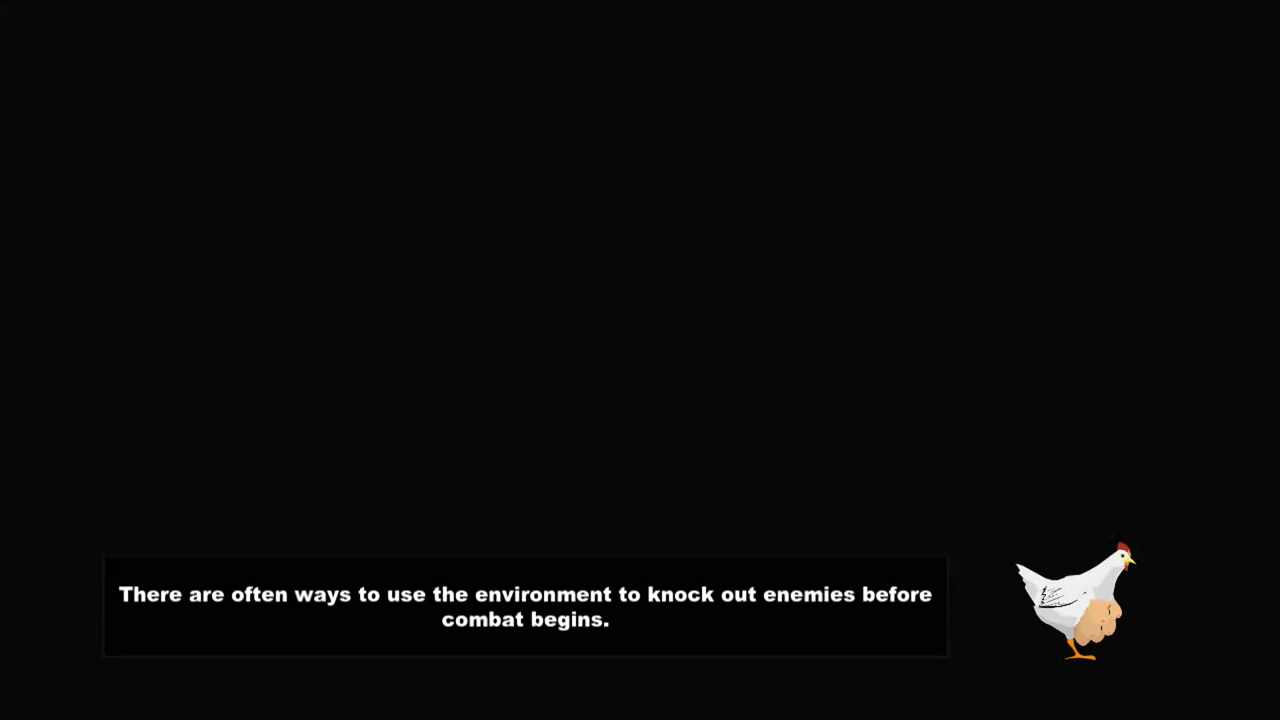 There are often ways to use the environment to knock out enemies before
combat begins.